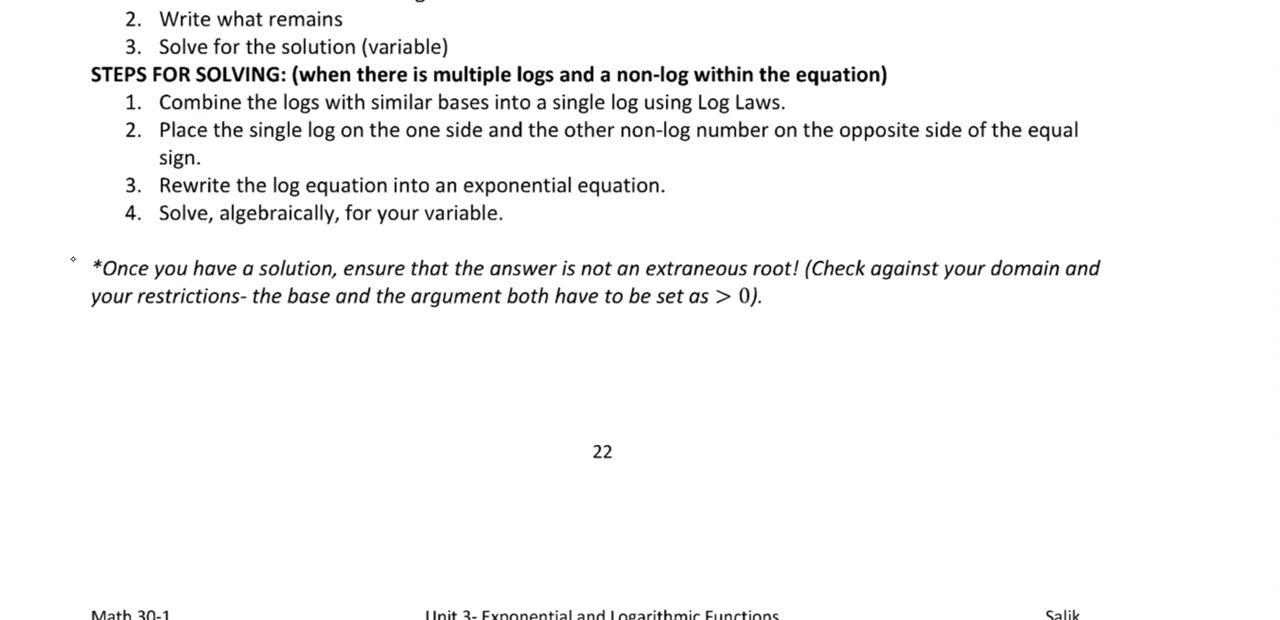 2. Write what remains
3. Solve for the solution (variable)
STEPS FOR SOLVING: (when there is multiple logs and a non-log within the equation)
1. Combine the logs with similar bases into a single log using Log Laws.
2. Place the single log on the one side and the other non-log number on the opposite side of the equal
sign.
3. Rewrite the log equation into an exponential equation.
4. Solve, algebraically, for your variable.
*Once you have a solution, ensure that the answer is not an extraneous root! (Check against your domain and
your restrictions- the base and the argument both have to be set as > 0).
22
Math 30-1 Unit 3- Exponential and Logarithmic Functions Salik